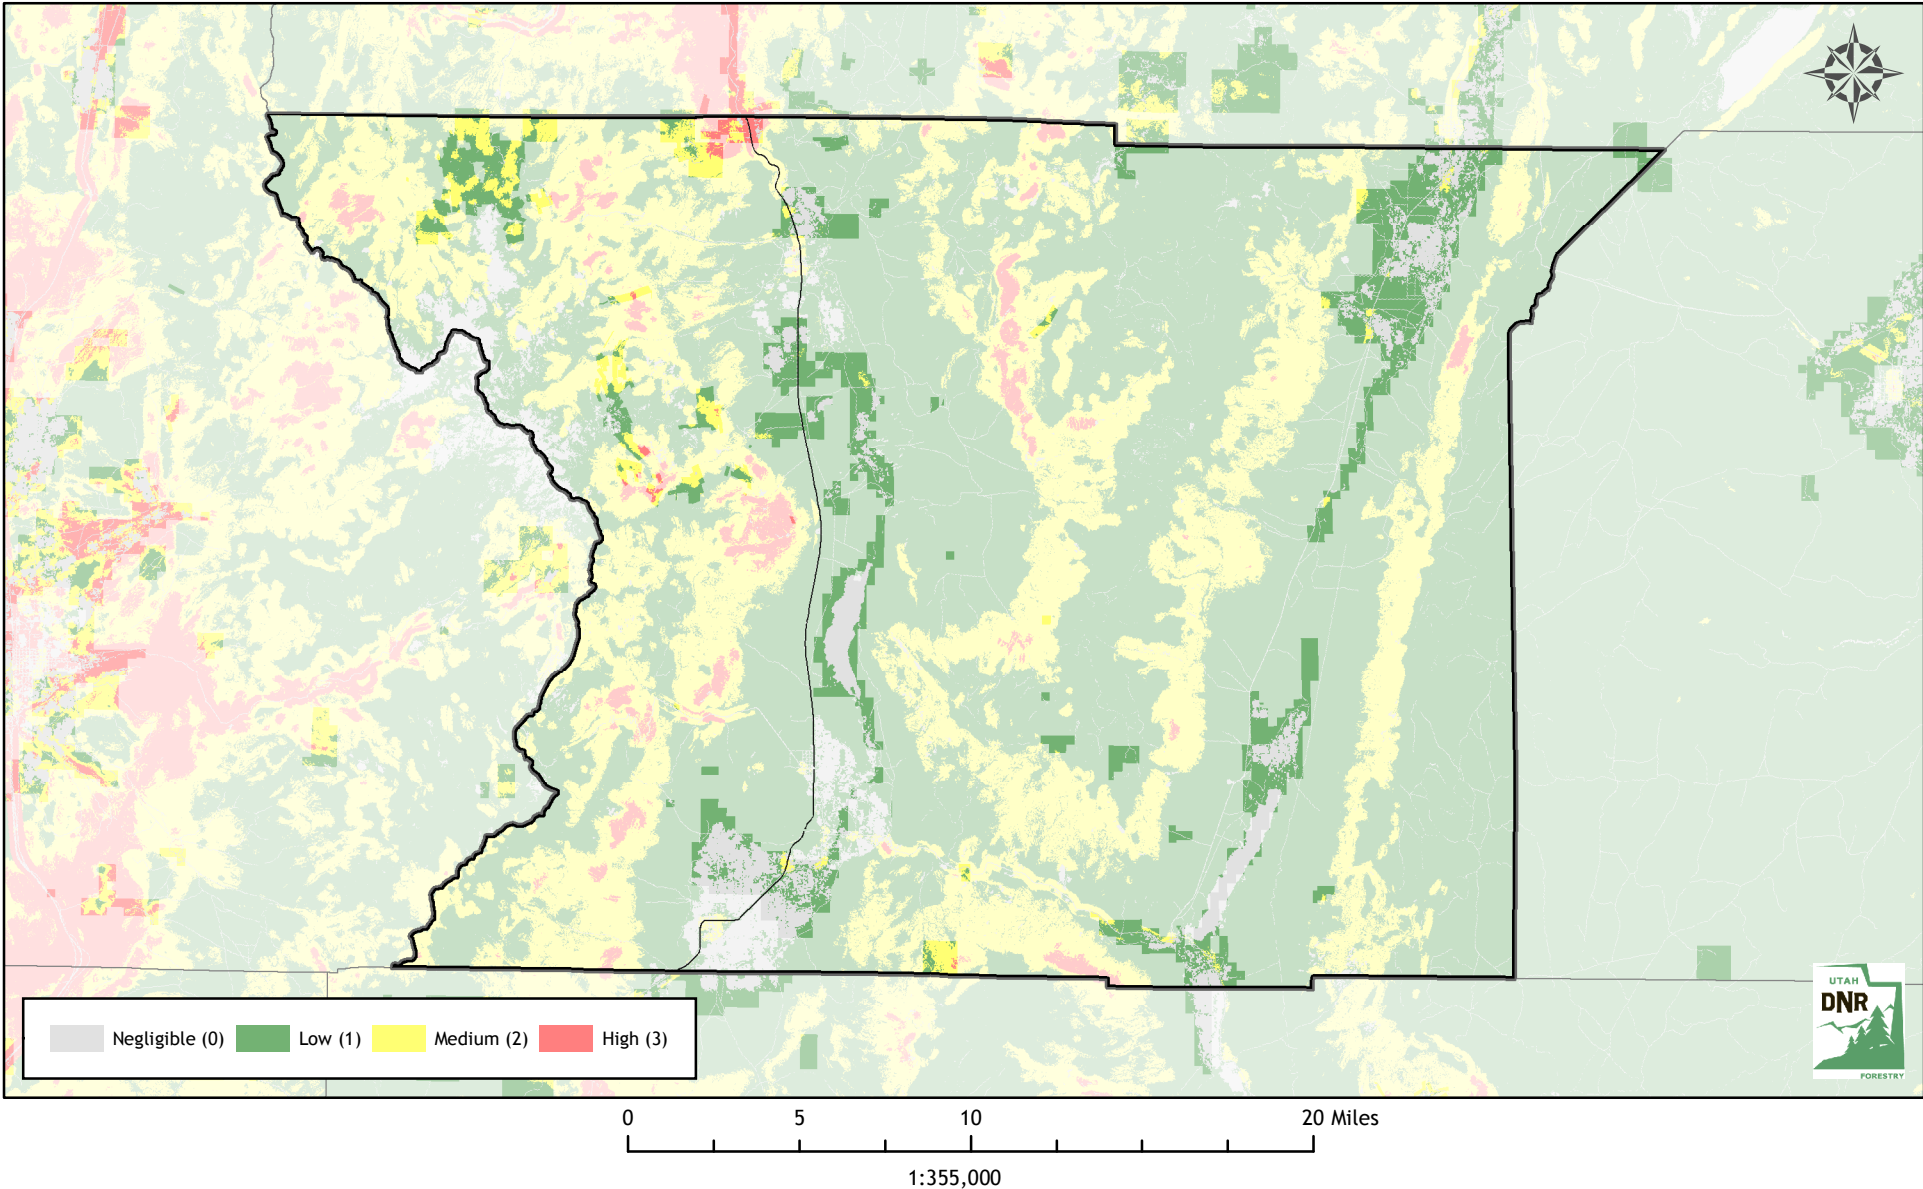 Negligible (0) Low (1) Medium (2) High (3)
UTAH
DNR
FORESTRY
0 5 10 20 Miles
1:355,000